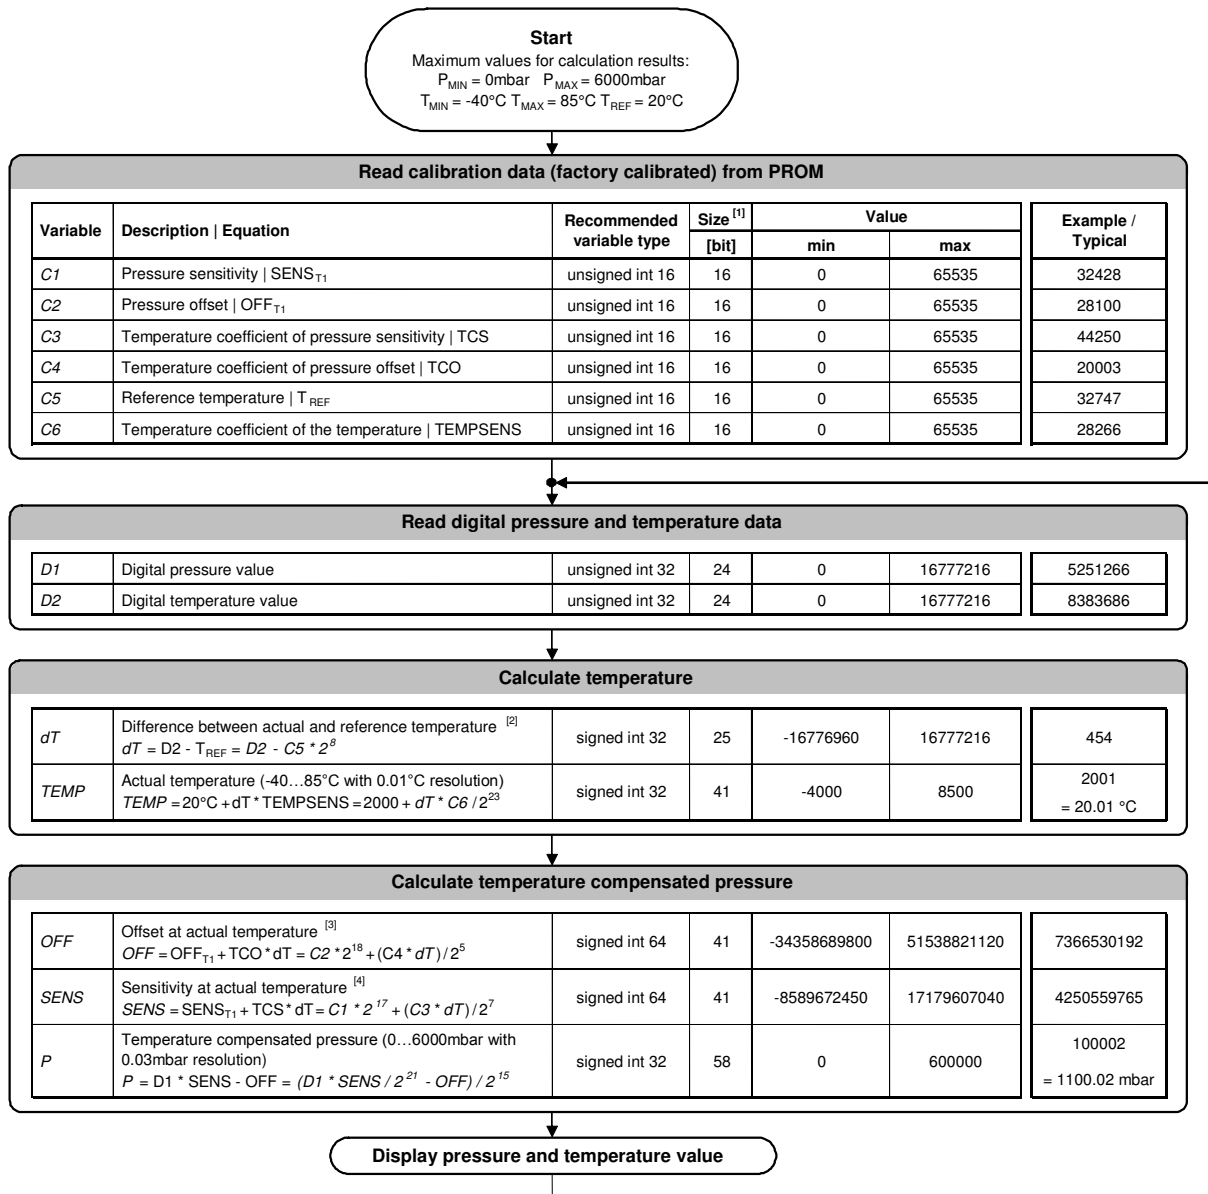 Start
Maximum values for calculation results:
P_MIN = 0mbar P_MAX = 6000mbar
T_MIN = -40°C T_MAX = 85°C T_REF = 20°C
Read calibration data (factory calibrated) from PROM
Variable | Description | Equation | Recommended variable type | Size [1] [bit] | Value min | max | Example / Typical
C1 Pressure sensitivity | SENS_T1 unsigned int 16 16 0 65535 32428
C2 Pressure offset | OFF_T1 unsigned int 16 16 0 65535 28100
C3 Temperature coefficient of pressure sensitivity | TCS unsigned int 16 16 0 65535 44250
C4 Temperature coefficient of pressure offset | TCO unsigned int 16 16 0 65535 20003
C5 Reference temperature | T_REF unsigned int 16 16 0 65535 32747
C6 Temperature coefficient of the temperature | TEMPSENS unsigned int 16 16 0 65535 28266
Read digital pressure and temperature data
D1 Digital pressure value unsigned int 32 24 0 16777216 5251266
D2 Digital temperature value unsigned int 32 24 0 16777216 8383686
Calculate temperature
Difference between actual and reference temperature [2]
dT signed int 32 25 -16776960 16777216 454
dT = D2 - T_REF = D2 - C5 * 2^8
Actual temperature (-40…85°C with 0.01°C resolution) 2001
TEMP signed int 32 41 -4000 8500
TEMP = 20°C + dT * TEMPSENS = 2000 + dT * C6 / 2^23 = 20.01 °C
Calculate temperature compensated pressure
Offset at actual temperature [3]
OFF signed int 64 41 -34358689800 51538821120 7366530192
OFF = OFF_T1 + TCO * dT = C2 * 2^18 + (C4 * dT) / 2^5
Sensitivity at actual temperature [4]
SENS signed int 64 41 -8589672450 17179607040 4250559765
SENS = SENS_T1 + TCS * dT = C1 * 2^17 + (C3 * dT) / 2^7
Temperature compensated pressure (0…6000mbar with 100002
0.03mbar resolution)
P signed int 32 58 0 600000
P = D1 * SENS - OFF = (D1 * SENS / 2^21 - OFF) / 2^15 = 1100.02 mbar
Display pressure and temperature value